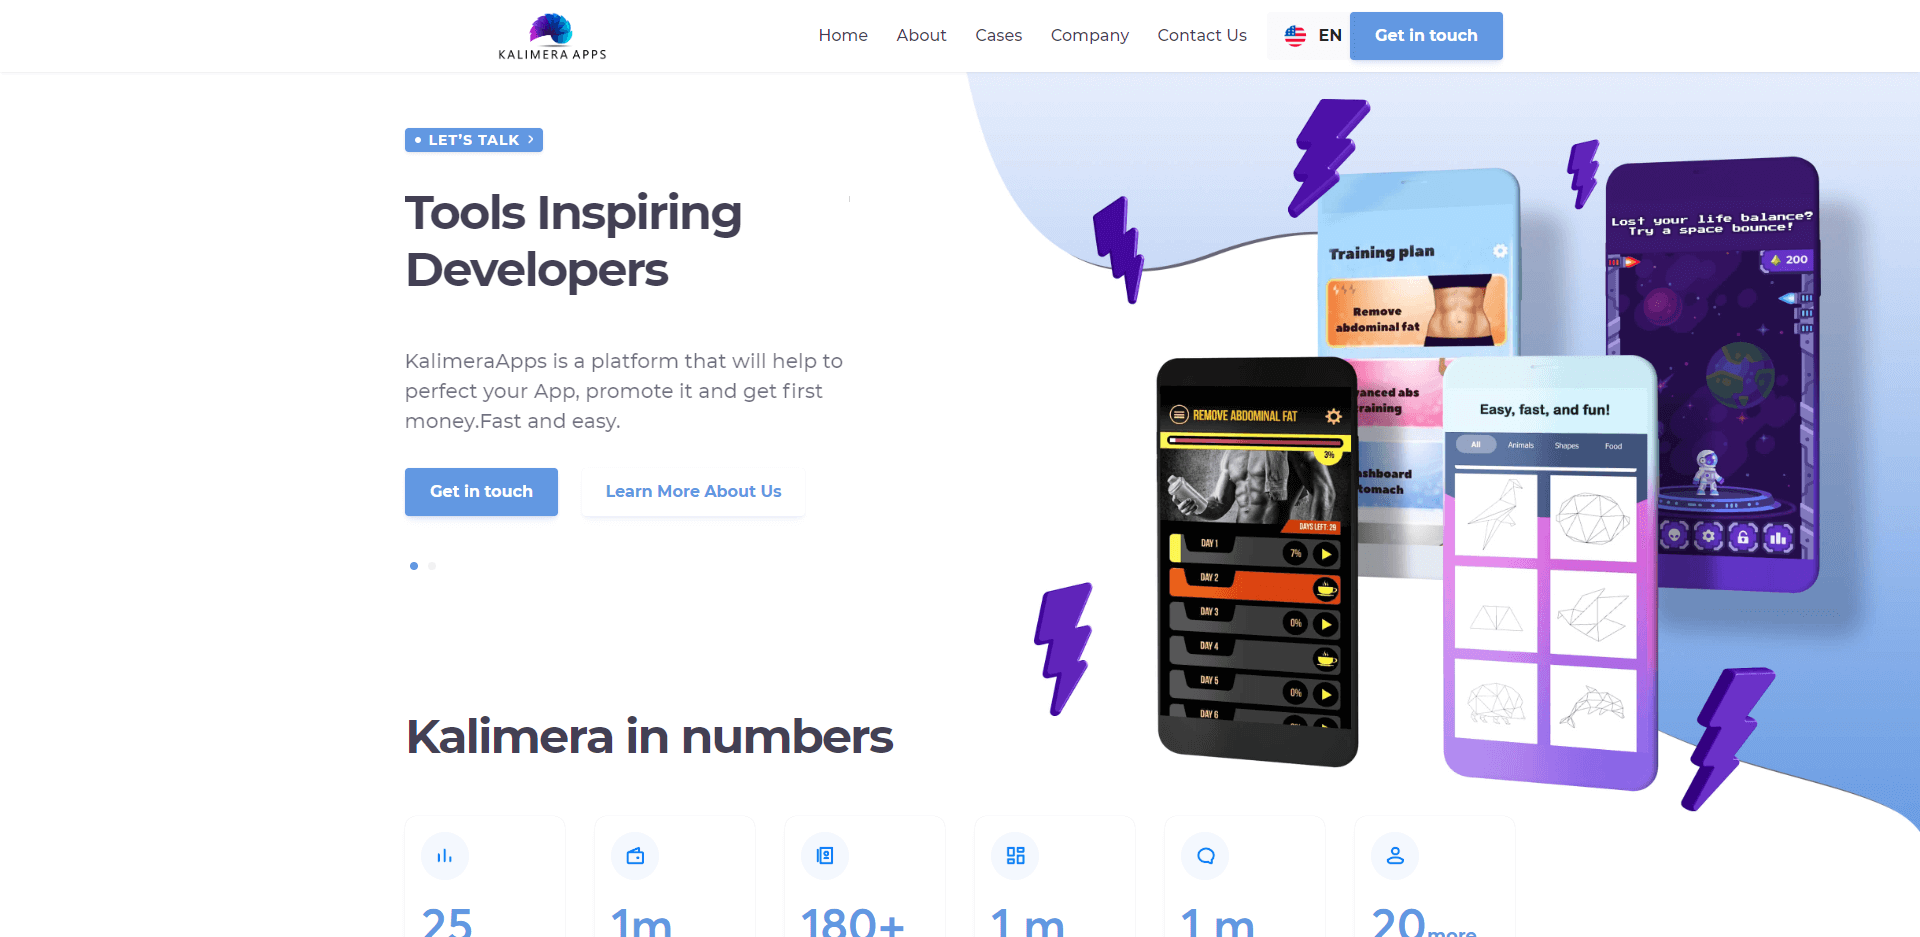 KALIMERA APPS
Home
About
Cases
Company
Contact Us
EN
Get in touch
LET'S TALK
Tools Inspiring
Developers
KalimeraApps is a platform that will help to
perfect your App, promote it and get first
money.Fast and easy.
Get in touch
Learn More About Us
Training plan
Remove
abdominal fat
vanced abs
raining
ashboard
tomach
Lost your life balance?
Try a space bounce!
200
REMOVE ABDOMINAL FAT
3%
DAYS LEFT: 29
DAY 1
7%
DAY 2
DAY 3
0%
DAY 4
DAY 5
0%
DAY 6
Easy, fast, and fun!
All
Animals
Shapes
Food
Kalimera in numbers
25
1m
180+
1 m
1 m
20 more